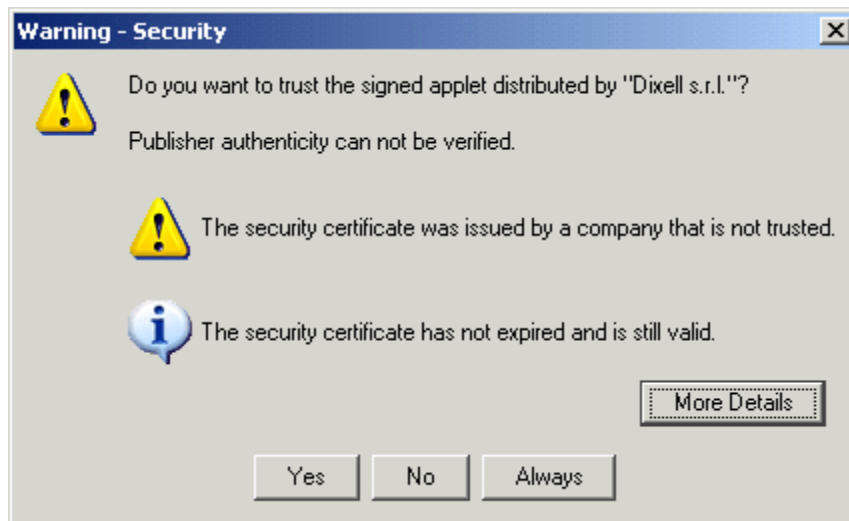 Warning - Security
Do you want to trust the signed applet distributed by "Dixell s.r.l."?
Publisher authenticity can not be verified.
The security certificate was issued by a company that is not trusted.
The security certificate has not expired and is still valid.
More Details
Yes No Always